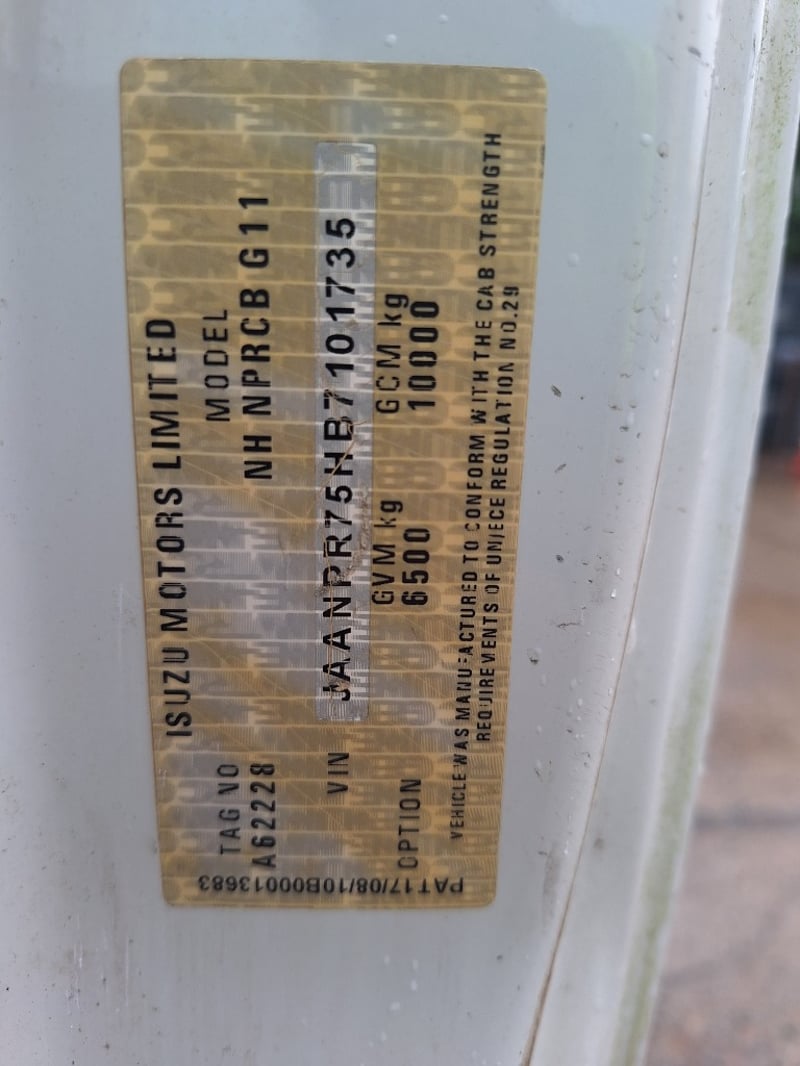 ISUZU MOTORS LIMITED
TAG NO
MODEL
A62228
NH NPRCB G11
VIN
JAANPR75HB7101735
GVM kg
GCM kg
OPTION
6500
10000
VEHICLE WAS MANUFACTURED TO CONFORM WITH THE CAB STRENGTH
REQUIREMENTS OF UN/ECE REGULATION NO.29
PAT17/08/10B00013683